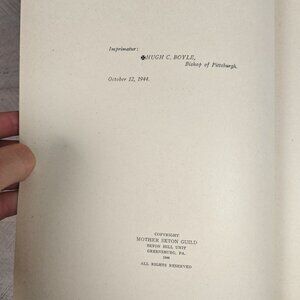 Imprimatur:
✠HUGH C. BOYLE,
Bishop of Pittsburgh.
October 12, 1944.
COPYRIGHT
MOTHER SETON GUILD
SETON HILL UNIT
GREENSBURG, PA.
1944
ALL RIGHTS RESERVED